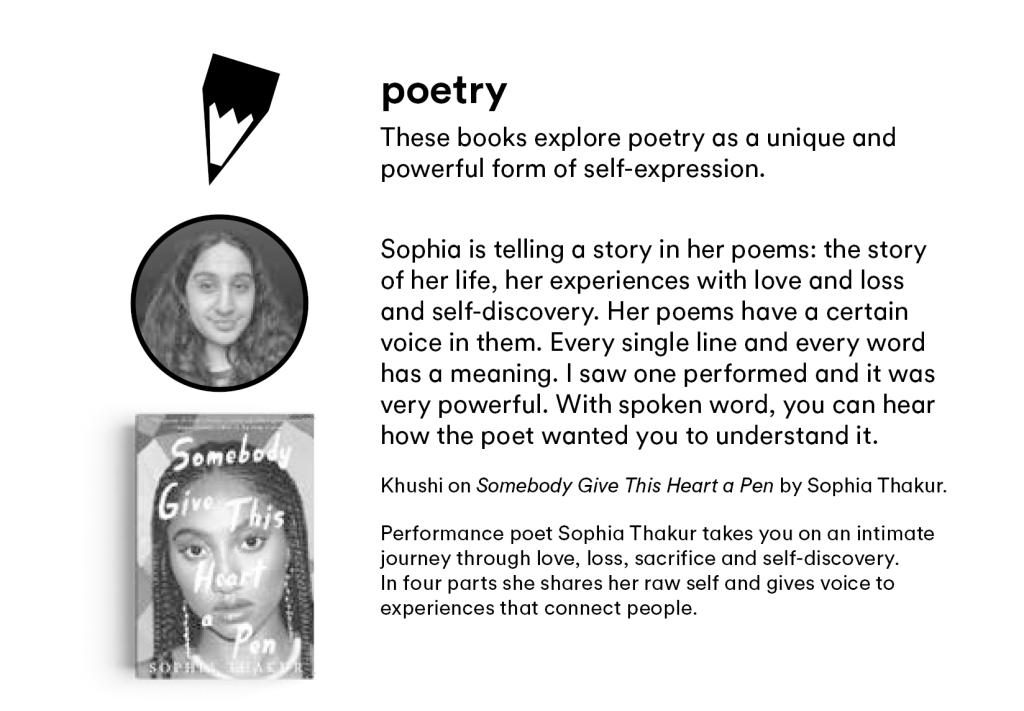 poetry
These books explore poetry as a unique and
powerful form of self-expression.
Sophia is telling a story in her poems: the story
of her life, her experiences with love and loss
and self-discovery. Her poems have a certain
voice in them. Every single line and every word
has a meaning. I saw one performed and it was
very powerful. With spoken word, you can hear
how the poet wanted you to understand it.
Khushi on Somebody Give This Heart a Pen by Sophia Thakur.
Performance poet Sophia Thakur takes you on an intimate
journey through love, loss, sacrifice and self-discovery.
In four parts she shares her raw self and gives voice to
experiences that connect people.
Somebody
Give This
Heart
a
Pen
SOPHIA THAKUR